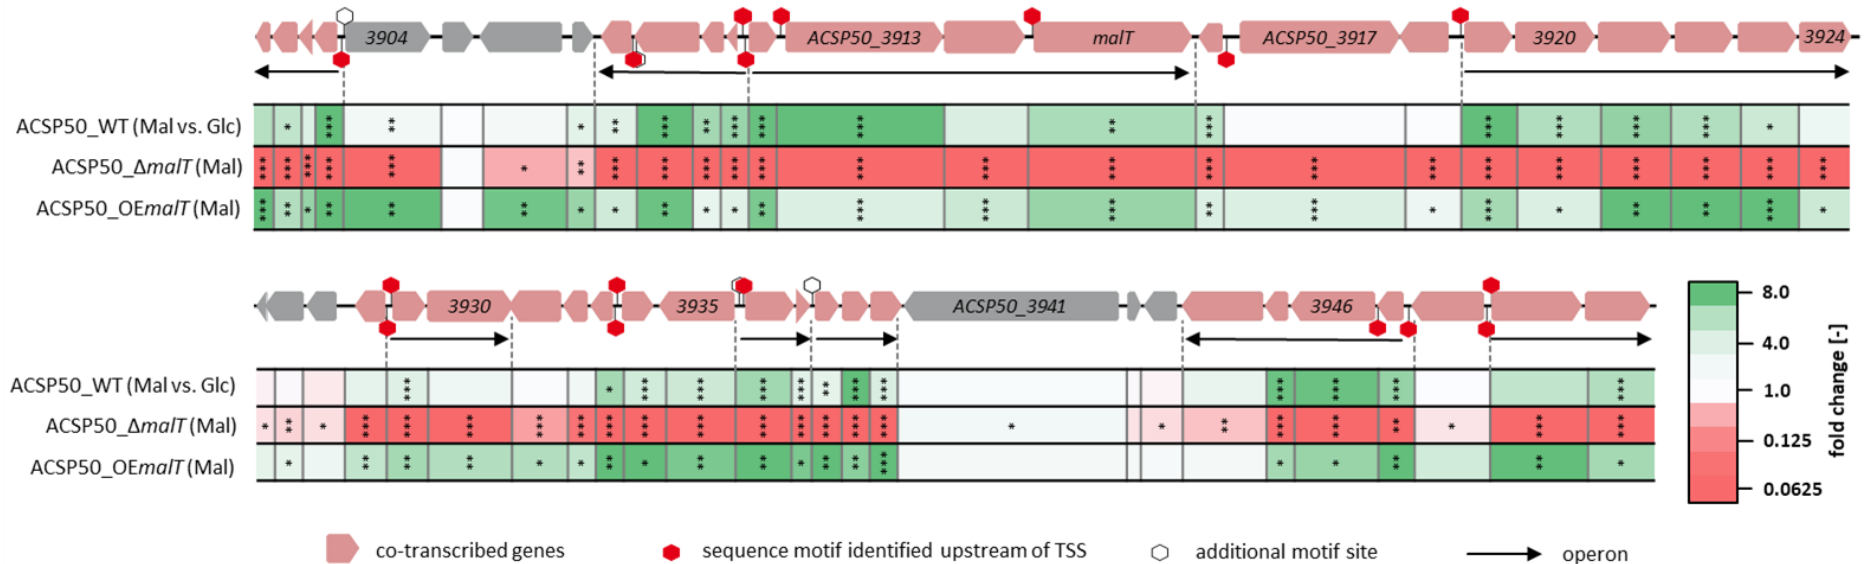 3904 ACSP50_3913 malT ACSP50_3917 3920 3924
ACSP50_WT (Mal vs. Glc) * *** ** * ** *** ** *** *** *** ** *** *** *** *** *** *
ACSP50_ΔmalT (Mal) *** *** *** *** *** * ** *** *** *** *** *** *** *** *** *** *** *** *** *** *** *** *** ***
ACSP50_OEmalT (Mal) *** ** * ** ** ** * * ** * * ** *** *** *** ** *** * *** * ** ** *** *
3930 3935 ACSP50_3941 3946
ACSP50_WT (Mal vs. Glc) *** * *** *** *** *** ** *** *** *** *** *** ***
ACSP50_ΔmalT (Mal) * ** * *** *** *** *** *** *** *** *** *** *** *** *** *** * * ** *** *** ** * *** ***
ACSP50_OEmalT (Mal) * ** ** ** * * ** * ** ** * ** ** *** * * ** ** *
8.0
4.0
1.0
0.125
0.0625
fold change [-]
co-transcribed genes sequence motif identified upstream of TSS additional motif site operon